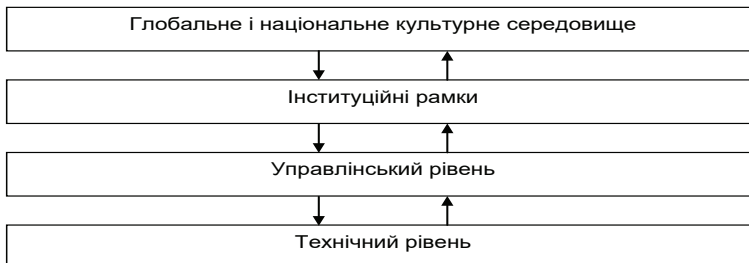 Глобальне і національне культурне середовище
Інституційні рамки
Управлінський рівень
Технічний рівень